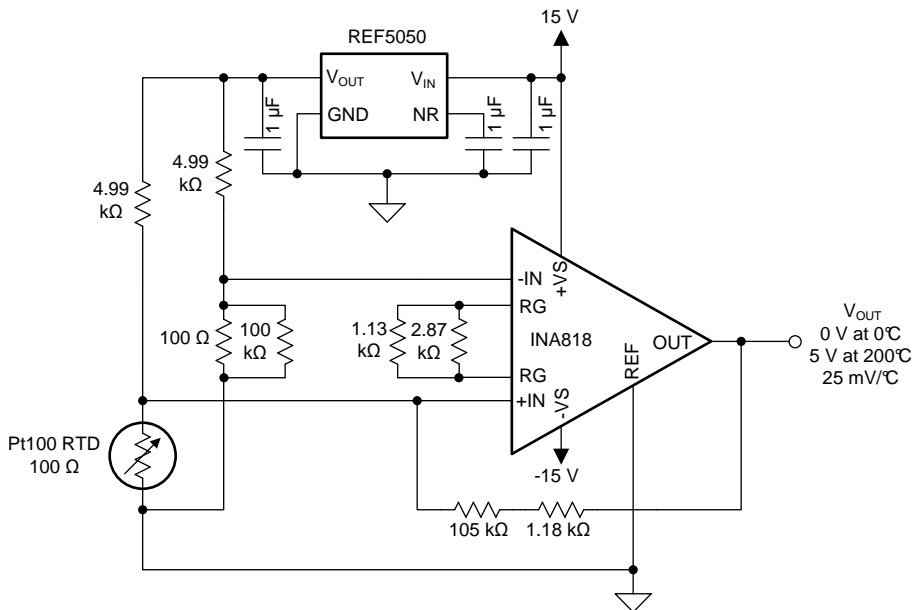 15 V
REF5050
VOUT
VIN
GND
NR
1 µF
1 µF
1 µF
4.99
kΩ
4.99
kΩ
+VS
-IN
RG
100 Ω
100
kΩ
1.13
kΩ
2.87
kΩ
INA818
OUT
REF
VOUT
0 V at 0℃
5 V at 200℃
25 mV/℃
RG
+IN
-VS
Pt100 RTD
100 Ω
-15 V
105 kΩ
1.18 kΩ